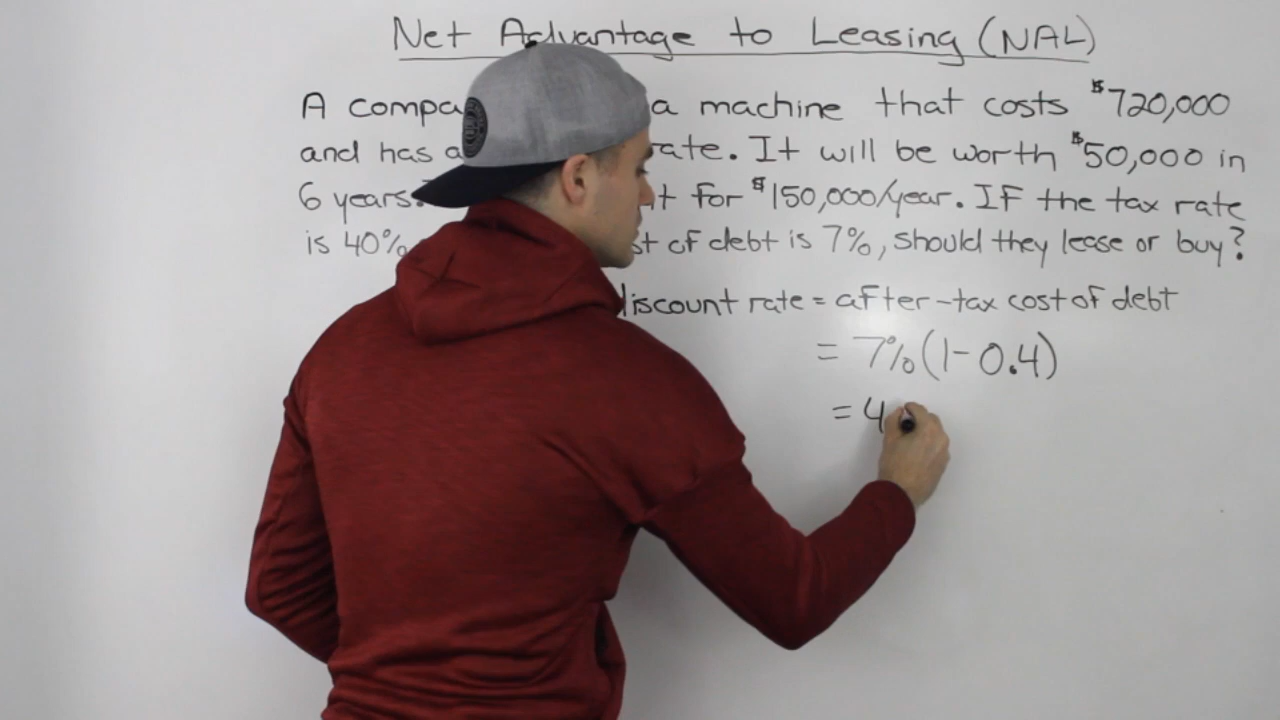 Net Advantage to Leasing (NAL)
A a machine that costs $720,000
and has a rate. It will be worth $50,000 in
6 years. for $150,000/year. If the tax rate
is 40% of debt is 7%, should they lease or buy?
discount rate = after-tax cost of debt
= 7%(1-0.4)
= 4